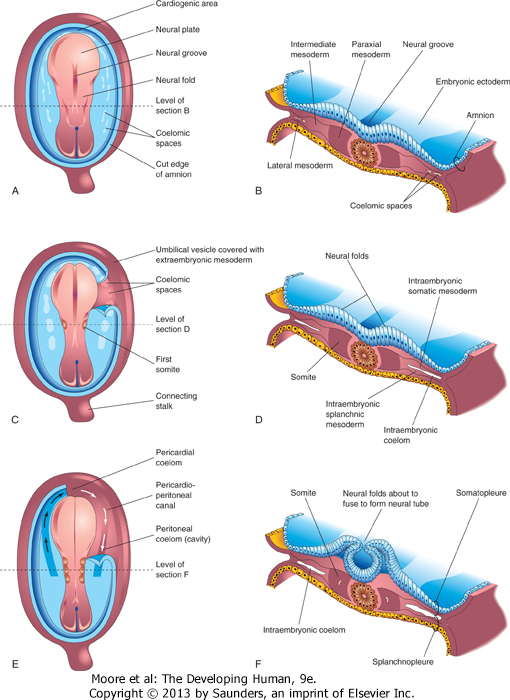 Cardiogenic area
Neural plate
Neural groove
Neural fold
Level of
section B
Coelomic
spaces
Cut edge
of amnion
A
Intermediate
mesoderm
Paraxial
mesoderm
Neural groove
Embryonic ectoderm
Amnion
Lateral mesoderm
Coelomic spaces
B
Umbilical vesicle covered with
extraembryonic mesoderm
Coelomic
spaces
Level of
section D
First
somite
Connecting
stalk
C
Neural folds
Intraembryonic
somatic mesoderm
Somite
Intraembryonic
splanchnic
mesoderm
Intraembryonic
coelom
D
Pericardial
coelom
Pericardio-
peritoneal
canal
Peritoneal
coelom (cavity)
Level of
section F
E
Somite
Neural folds about to
fuse to form neural tube
Somatopleure
Intraembryonic coelom
Splanchnopleure
F
Moore et al: The Developing Human, 9e.
Copyright © 2013 by Saunders, an imprint of Elsevier Inc.